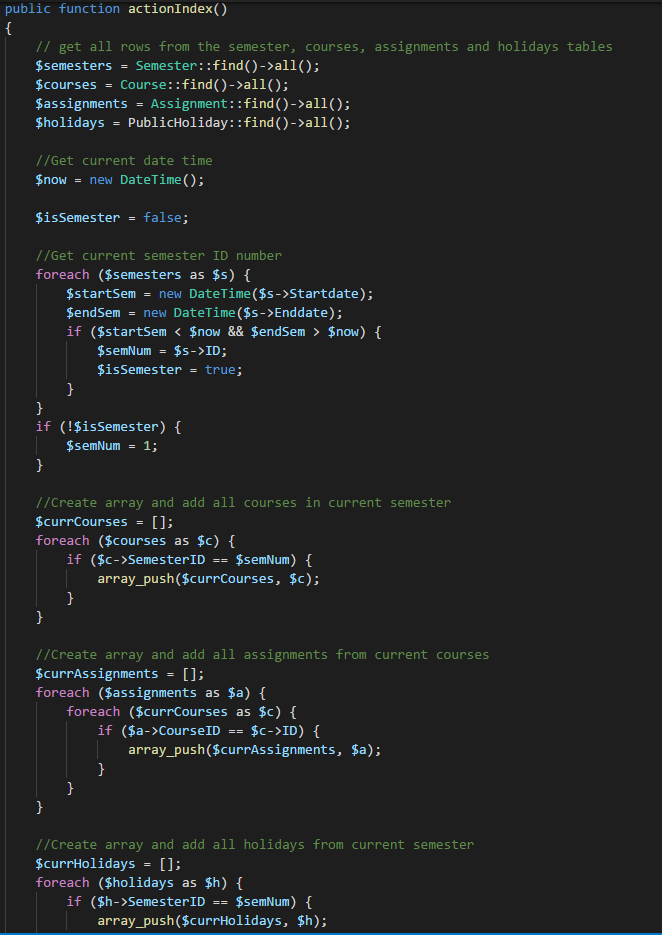 public function actionIndex()
{
// get all rows from the semester, courses, assignments and holidays tables
$semesters = Semester::find()->all();
$courses = Course::find()->all();
$assignments = Assignment::find()->all();
$holidays = PublicHoliday::find()->all();
//Get current date time
$now = new DateTime();
$isSemester = false;
//Get current semester ID number
foreach ($semesters as $s) {
$startSem = new DateTime($s->Startdate);
$endSem = new DateTime($s->Enddate);
if ($startSem < $now && $endSem > $now) {
$semNum = $s->ID;
$isSemester = true;
}
}
if (!$isSemester) {
$semNum = 1;
}
//Create array and add all courses in current semester
$currCourses = [];
foreach ($courses as $c) {
if ($c->SemesterID == $semNum) {
array_push($currCourses, $c);
}
}
//Create array and add all assignments from current courses
$currAssignments = [];
foreach ($assignments as $a) {
foreach ($currCourses as $c) {
if ($a->CourseID == $c->ID) {
array_push($currAssignments, $a);
}
}
}
//Create array and add all holidays from current semester
$currHolidays = [];
foreach ($holidays as $h) {
if ($h->SemesterID == $semNum) {
array_push($currHolidays, $h);